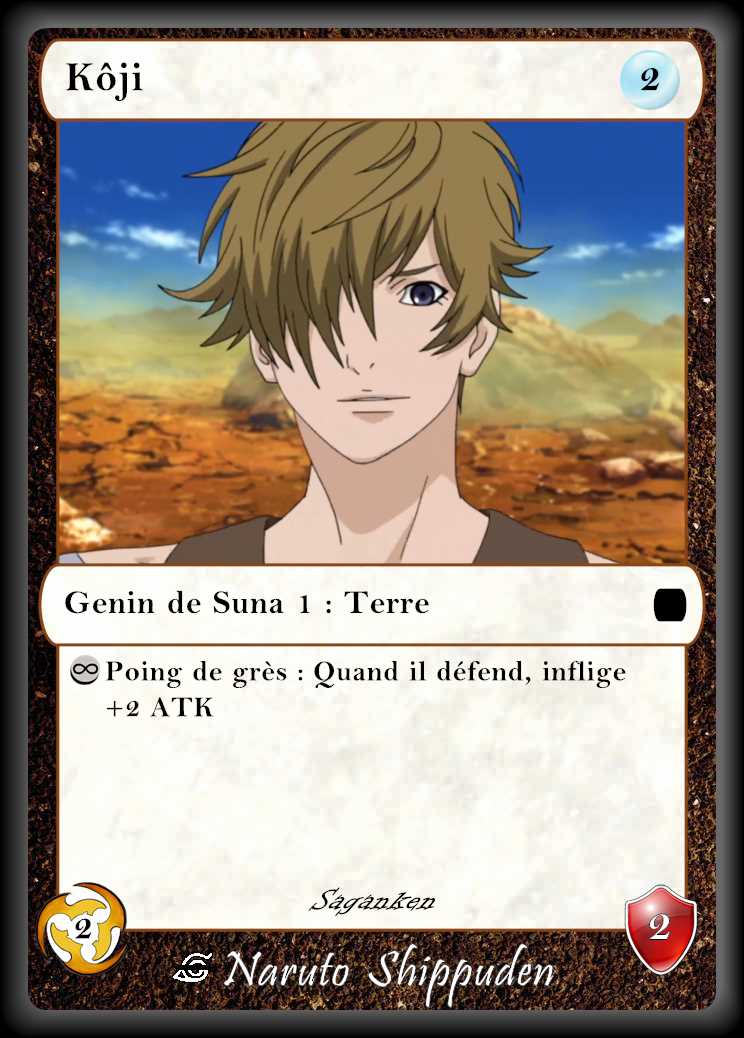 Kôji
2
Genin de Suna 1 : Terre
∞ Poing de grès : Quand il défend, inflige
+2 ATK
Saganken
2
2
Naruto Shippuden